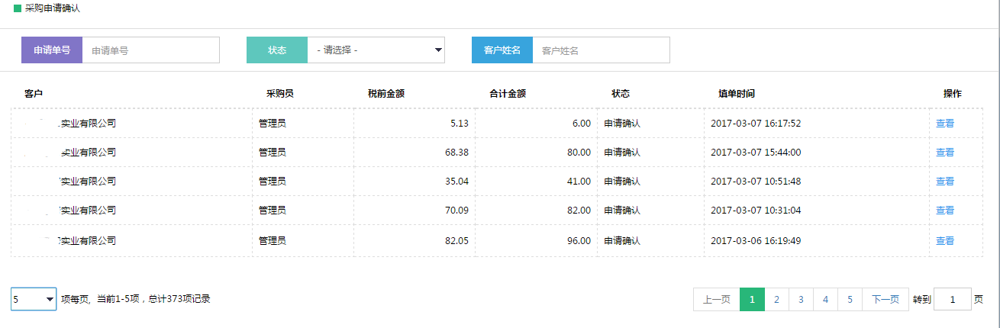 采购申请确认
申请单号 申请单号 状态 - 请选择 - 客户姓名 客户姓名
客户 采购员 税前金额 合计金额 状态 填单时间 操作
实业有限公司 管理员 5.13 6.00 申请确认 2017-03-07 16:17:52 查看
实业有限公司 管理员 68.38 80.00 申请确认 2017-03-07 15:44:00 查看
实业有限公司 管理员 35.04 41.00 申请确认 2017-03-07 10:51:48 查看
实业有限公司 管理员 70.09 82.00 申请确认 2017-03-07 10:31:04 查看
实业有限公司 管理员 82.05 96.00 申请确认 2017-03-06 16:19:49 查看
5 项每页, 当前1-5项，总计373项记录 上一页 1 2 3 4 5 下一页 转到 1 页